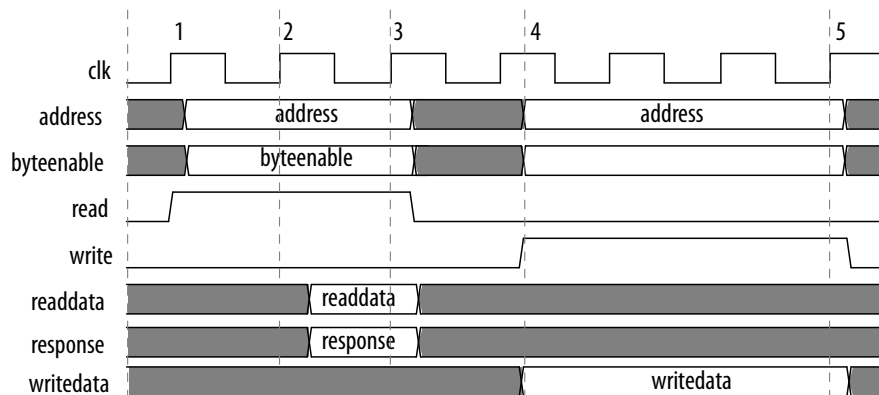 1 2 3 4 5
clk
address address address
byteenable byteenable
read
write
readdata readdata
response response
writedata writedata